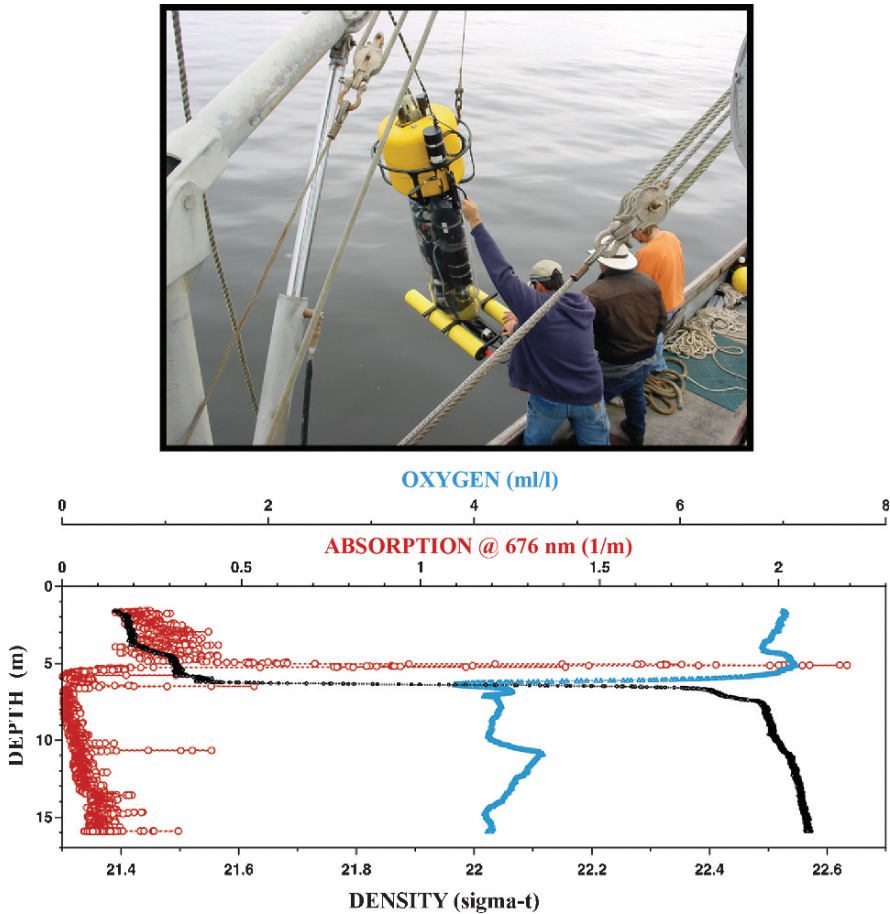 OXYGEN (ml/l)
0 2 4 6 8
ABSORPTION @ 676 nm (1/m)
0 0.5 1 1.5 2
0
5
10
15
DEPTH (m)
21.4 21.6 21.8 22 22.2 22.4 22.6
DENSITY (sigma-t)